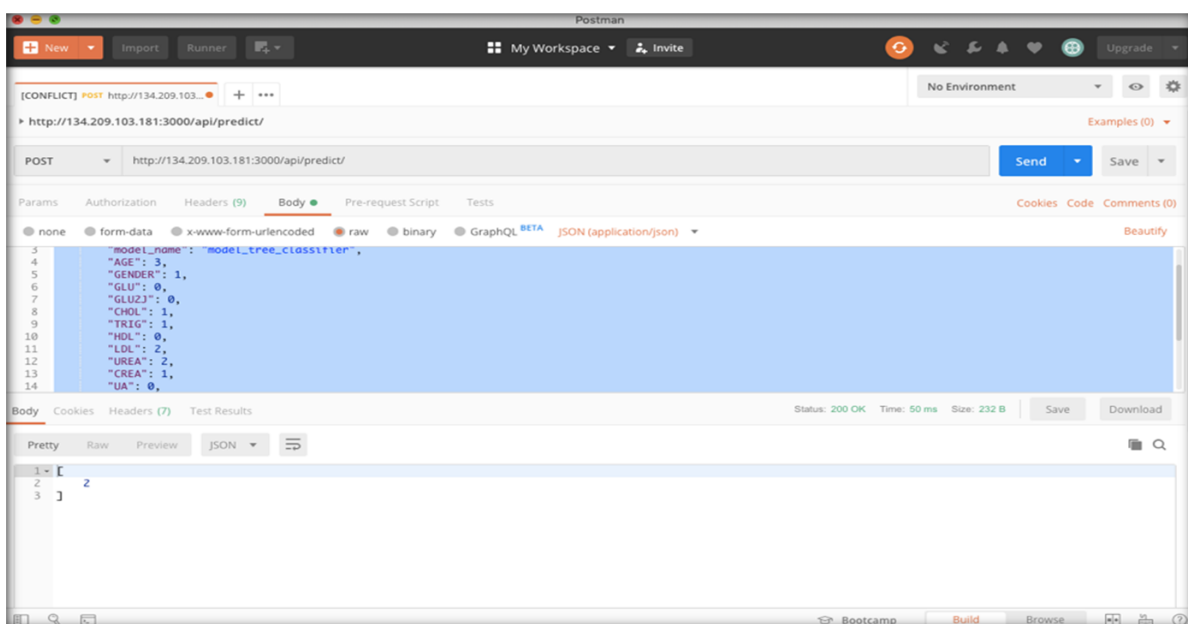 Postman
New Import Runner My Workspace Invite Upgrade
[CONFLICT] POST http://134.209.103... + ••• No Environment
http://134.209.103.181:3000/api/predict/ Examples (0)
POST http://134.209.103.181:3000/api/predict/ Send Save
Params Authorization Headers (9) Body Pre-request Script Tests Cookies Code Comments (0)
none form-data x-www-form-urlencoded raw binary GraphQL BETA JSON (application/json) Beautify
3 "model_name": "model_tree_classifier",
4 "AGE": 3,
5 "GENDER": 1,
6 "GLU": 0,
7 "GLU2J": 0,
8 "CHOL": 1,
9 "TRIG": 1,
10 "HDL": 0,
11 "LDL": 2,
12 "UREA": 2,
13 "CREA": 1,
14 "UA": 0,
Body Cookies Headers (7) Test Results Status: 200 OK Time: 50 ms Size: 232 B Save Download
Pretty Raw Preview JSON
1 [
2 2
3 ]
Bootcamp Build Browse